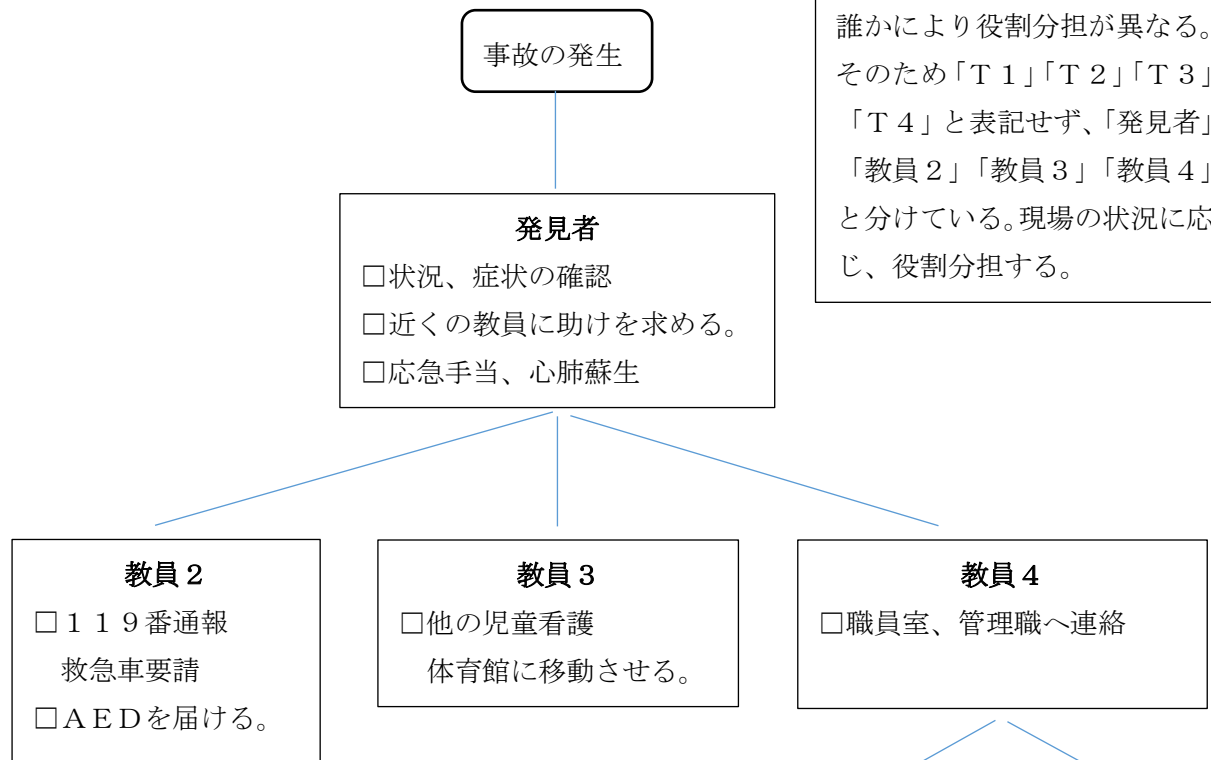 事故の発生
誰かにより役割分担が異なる。
そのため「Ｔ１」「Ｔ２」「Ｔ３」
「Ｔ４」と表記せず、「発見者」
「教員２」「教員３」「教員４」
と分けている。現場の状況に応
じ、役割分担する。
発見者
□状況、症状の確認
□近くの教員に助けを求める。
□応急手当、心肺蘇生
教員２
□１１９番通報
救急車要請
□ＡＥＤを届ける。
教員３
□他の児童看護
体育館に移動させる。
教員４
□職員室、管理職へ連絡